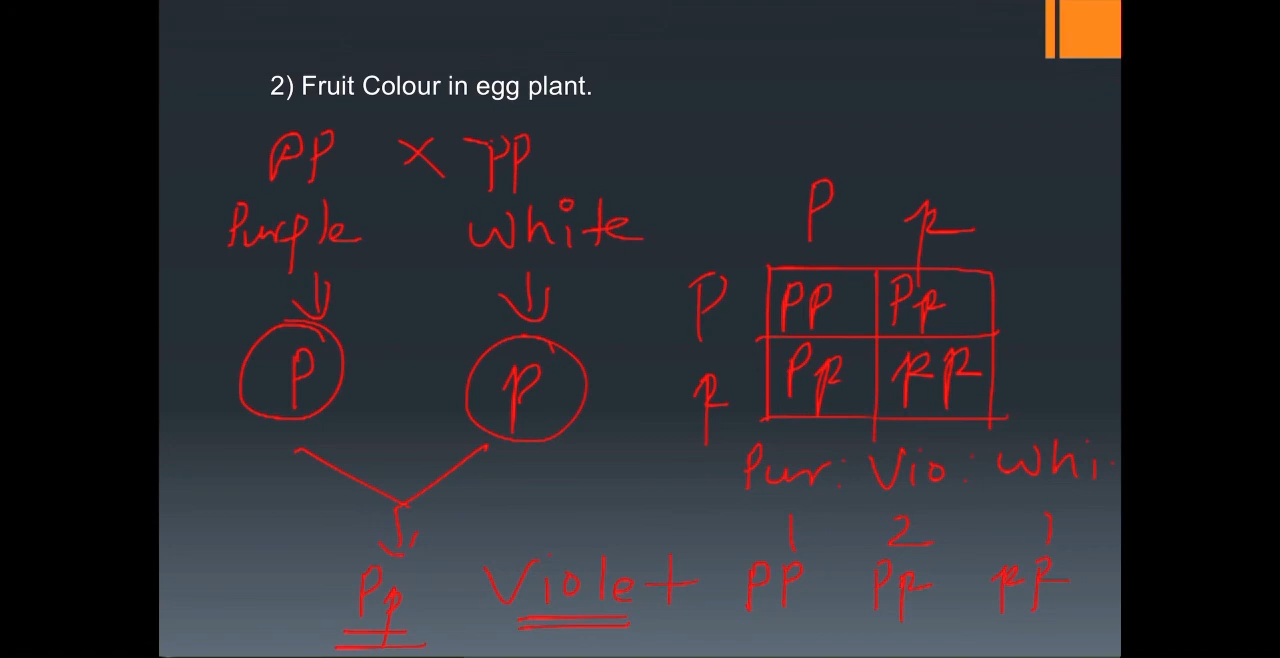 2) Fruit Colour in egg plant.
PP × pp
Purple White
P p
Pp Violet
P p
P PP Pp
p Pp pp
Pur: Vio: Whi.
1 2 1
PP Pp pp